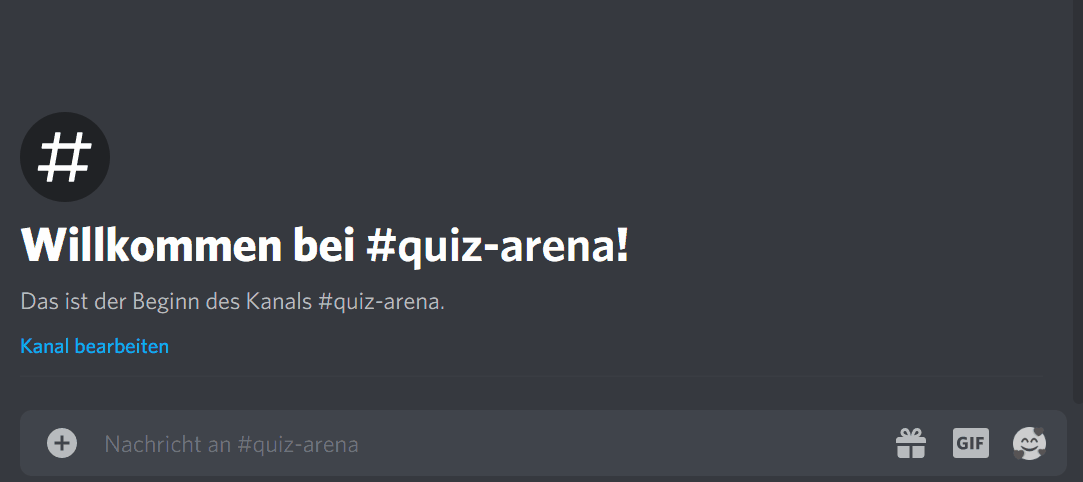 #
Willkommen bei #quiz-arena!
Das ist der Beginn des Kanals #quiz-arena.
Kanal bearbeiten
Nachricht an #quiz-arena
GIF